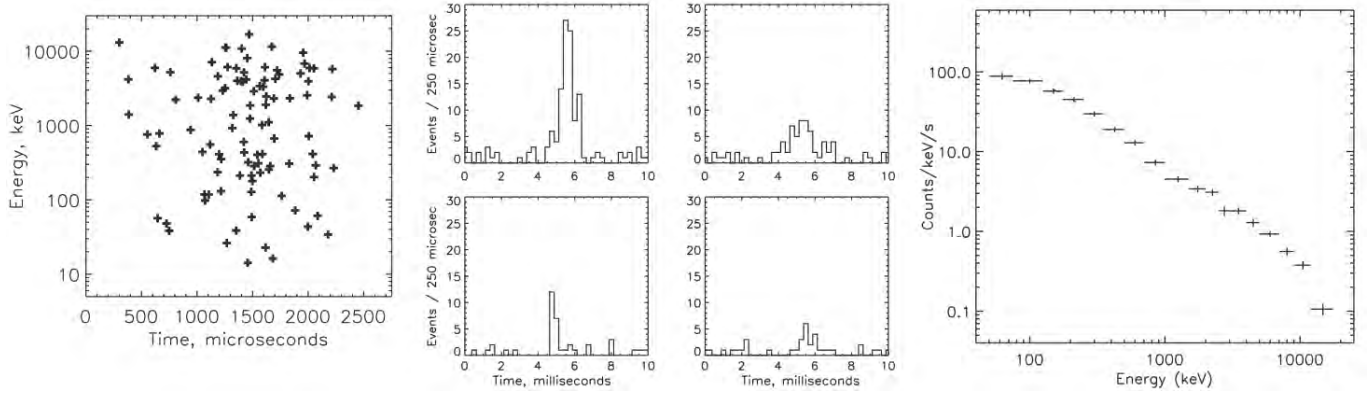 10000
1000
100
10
Energy, keV
0 500 1000 1500 2000 2500
Time, microseconds
30
25
20
15
10
5
0
Events / 250 microsec
0 2 4 6 8 10
30
25
20
15
10
5
0
0 2 4 6 8 10
30
25
20
15
10
5
0
Events / 250 microsec
0 2 4 6 8 10
Time, milliseconds
30
25
20
15
10
5
0
0 2 4 6 8 10
Time, milliseconds
100.0
10.0
1.0
0.1
Counts/keV/s
100 1000 10000
Energy (keV)